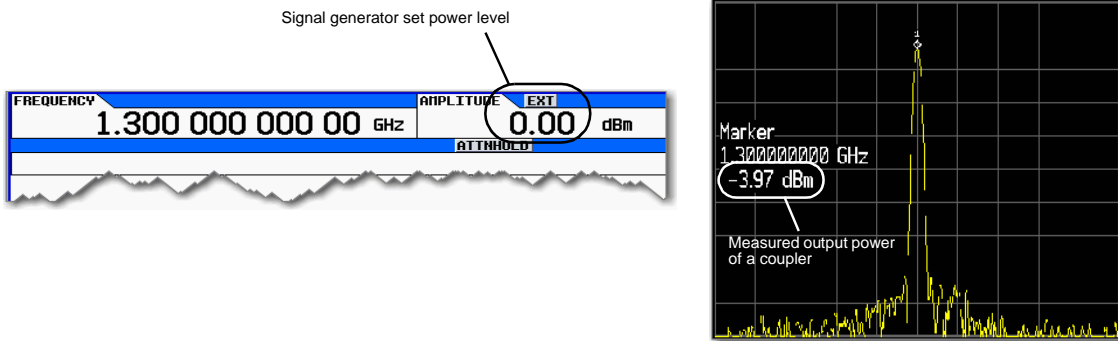 Signal generator set power level
FREQUENCY
AMPLITUDE
EXT
1.300 000 000 00 GHz
0.00 dBm
ATTNHOLD
1
Marker
1.300000000 GHz
-3.97 dBm
Measured output power
of a coupler